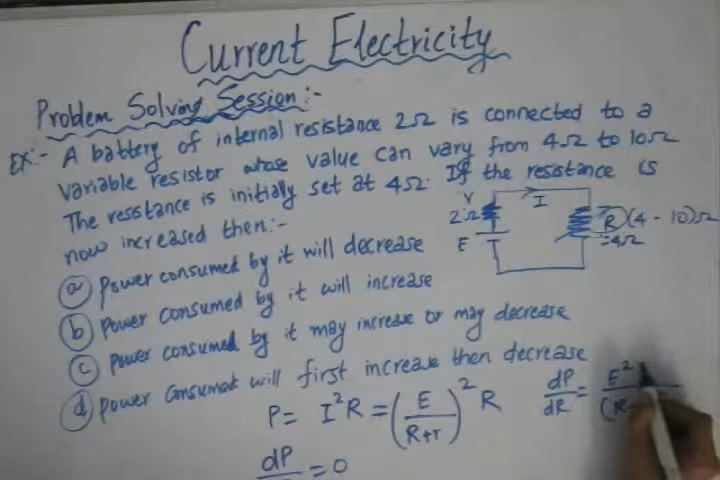 Current Electricity
Problem Solving Session:-
Ex:- A battery of internal resistance 2Ω is connected to a
variable resistor whose value can vary from 4Ω to 10Ω
The resstance is initially set at 4Ω. If the resistance is
now increased then:-
r
2Ω
E
I
R (4 - 10)Ω
=4Ω
(a) power consumed by it will decrease
(b) power consumed by it will increase
(c) power consumed by it may increase or may decrease
(d) power consumed will first increase then decrease
P = I²R = (E/R+r)² R
dP/dR = E²
dP = 0